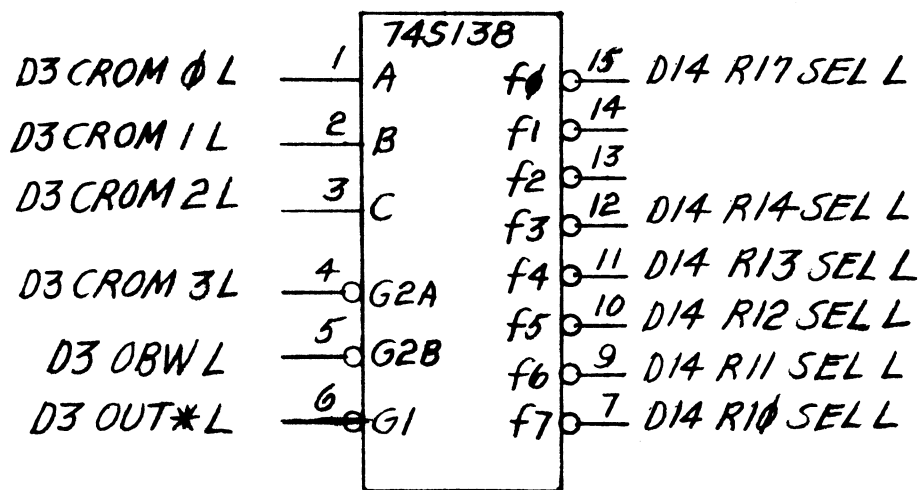 74S138
D3 CROM 0 L 1 A f0 15 D14 R17 SEL L
D3 CROM 1 L 2 B f1 14
f2 13
D3 CROM 2 L 3 C f3 12 D14 R14 SEL L
D3 CROM 3 L 4 G2A f4 11 D14 R13 SEL L
D3 OBW L 5 G2B f5 10 D14 R12 SEL L
f6 9 D14 R11 SEL L
D3 OUT* L 6 G1 f7 7 D14 R10 SEL L